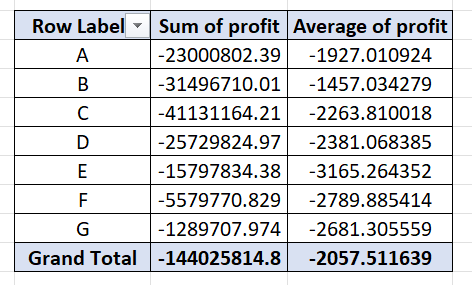 Row Label Sum of profit Average of profit
A -23000802.39 -1927.010924
B -31496710.01 -1457.034279
C -41131164.21 -2263.810018
D -25729824.97 -2381.068385
E -15797834.38 -3165.264352
F -5579770.829 -2789.885414
G -1289707.974 -2681.305559
Grand Total -144025814.8 -2057.511639